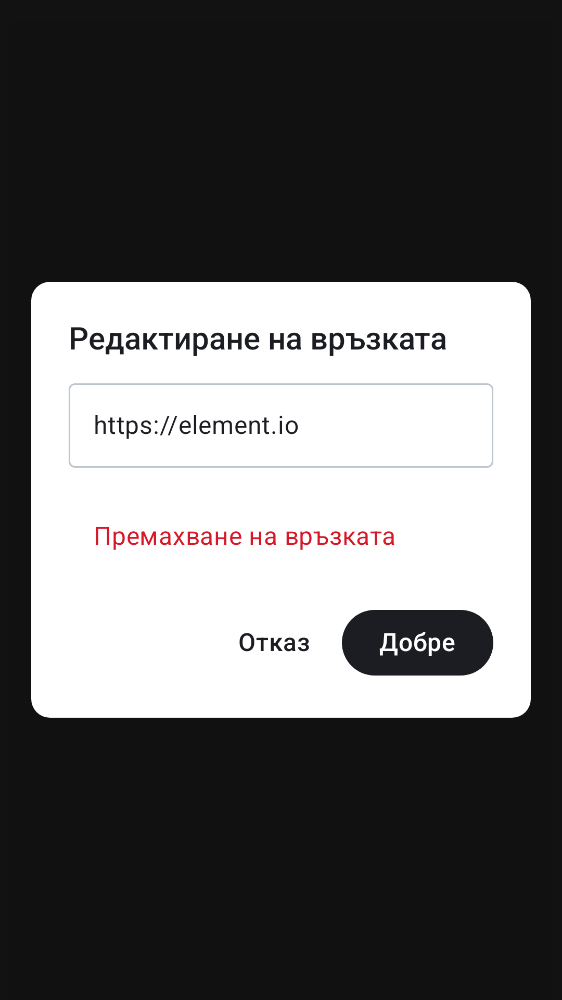 Редактиране на връзката
https://element.io
Премахване на връзката
Отказ
Добре